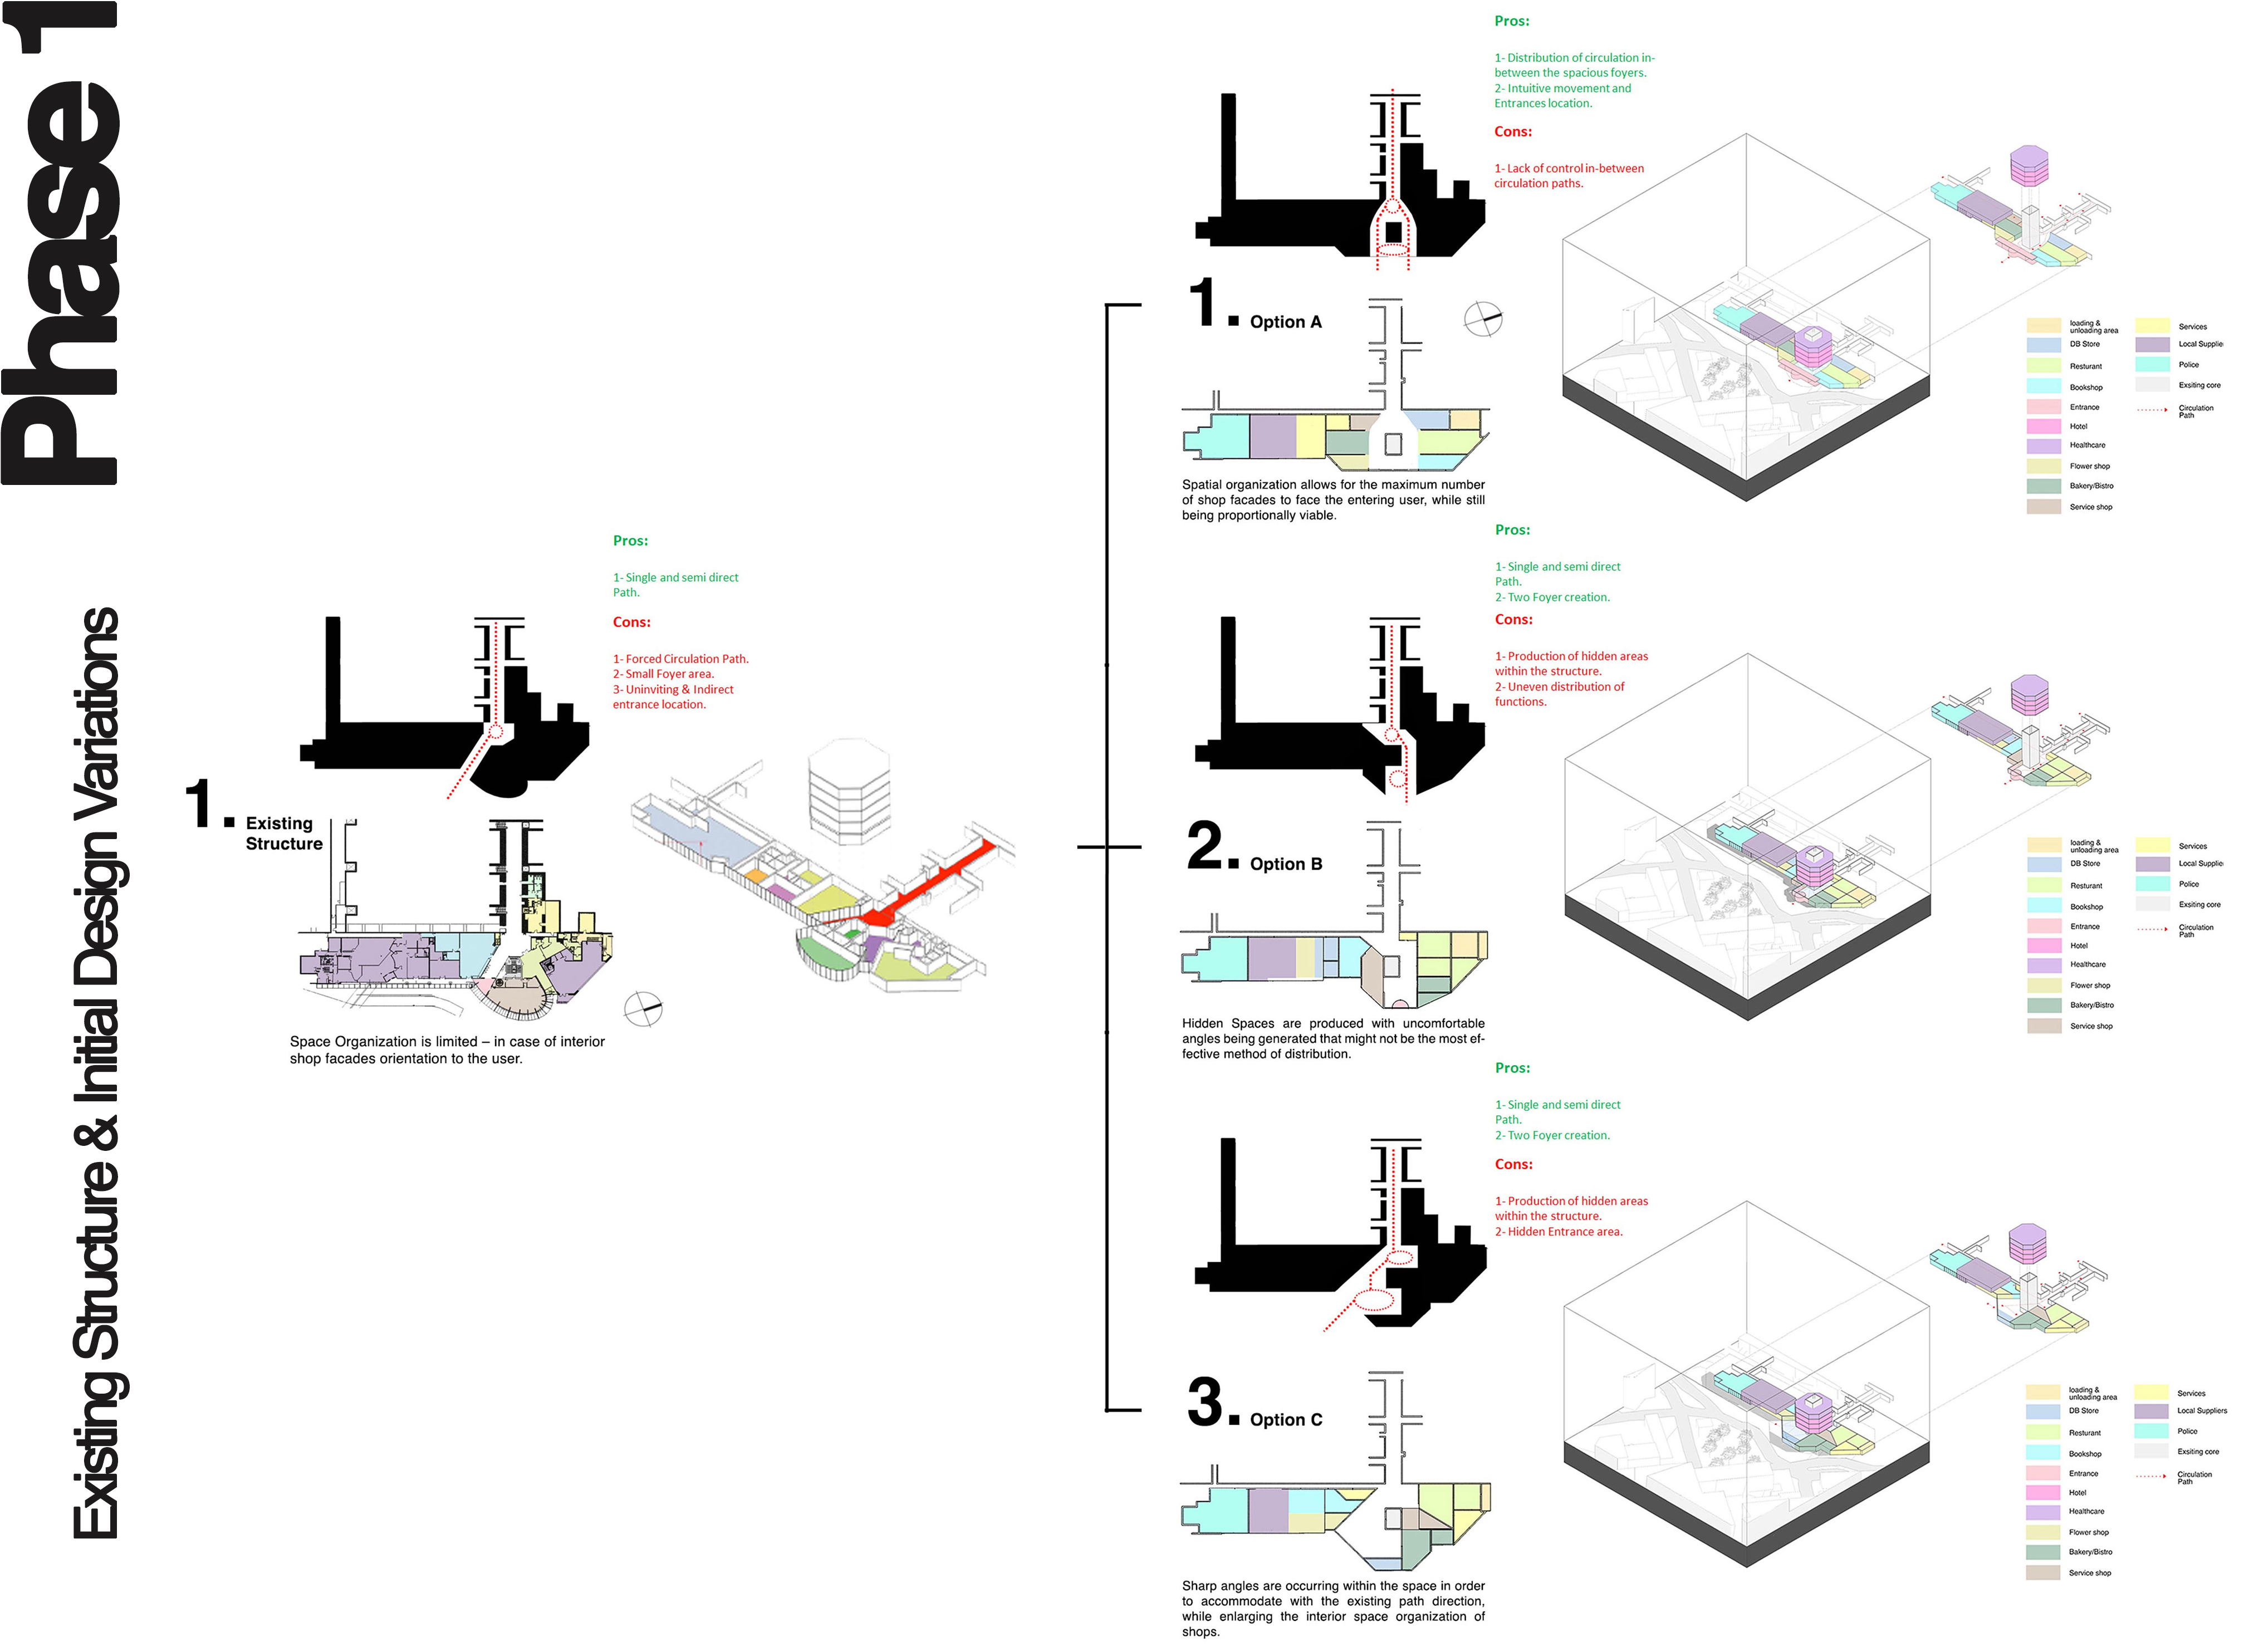 Phase 1
Existing Structure & Initial Design Variations
Pros:
1- Single and semi direct
Path.
Cons:
1- Forced Circulation Path.
2- Small Foyer area.
3- Uninviting & Indirect
entrance location.
1. Existing
Structure
Space Organization is limited – in case of interior
shop facades orientation to the user.
Pros:
1- Distribution of circulation in-
between the spacious foyers.
2- Intuitive movement and
Entrances location.
Cons:
1- Lack of control in-between
circulation paths.
1. Option A
Spatial organization allows for the maximum number
of shop facades to face the entering user, while still
being proportionally viable.
loading &
unloading area
DB Store
Resturant
Bookshop
Entrance
Hotel
Healthcare
Flower shop
Bakery/Bistro
Service shop
Services
Local Supplie
Police
Exsiting core
Circulation
Path
Pros:
1- Single and semi direct
Path.
2- Two Foyer creation.
Cons:
1- Production of hidden areas
within the structure.
2- Uneven distribution of
functions.
2. Option B
Hidden Spaces are produced with uncomfortable
angles being generated that might not be the most ef-
fective method of distribution.
loading &
unloading area
DB Store
Resturant
Bookshop
Entrance
Hotel
Healthcare
Flower shop
Bakery/Bistro
Service shop
Services
Local Supplie
Police
Exsiting core
Circulation
Path
Pros:
1- Single and semi direct
Path.
2- Two Foyer creation.
Cons:
1- Production of hidden areas
within the structure.
2- Hidden Entrance area.
3. Option C
Sharp angles are occurring within the space in order
to accommodate with the existing path direction,
while enlarging the interior space organization of
shops.
loading &
unloading area
DB Store
Resturant
Bookshop
Entrance
Hotel
Healthcare
Flower shop
Bakery/Bistro
Service shop
Services
Local Suppliers
Police
Exsiting core
Circulation
Path